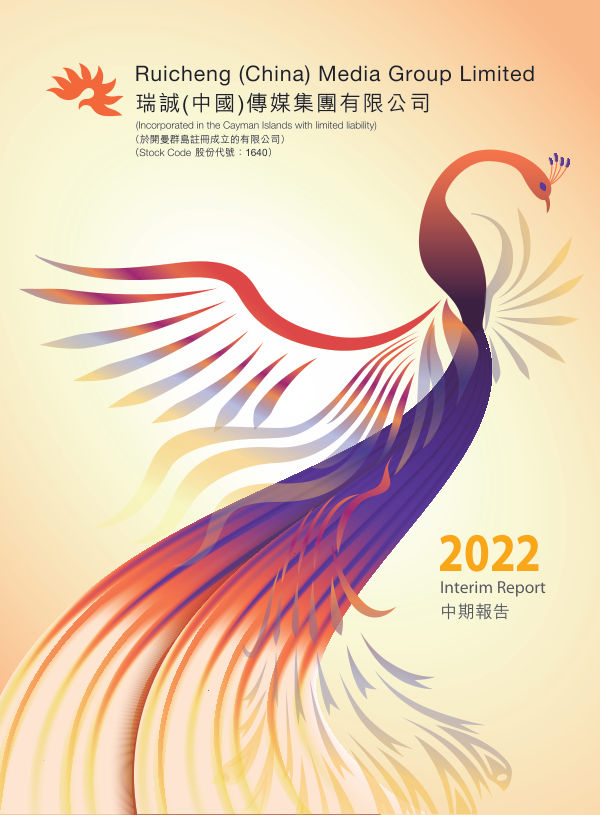 Ruicheng (China) Media Group Limited
瑞誠(中國)傳媒集團有限公司
(Incorporated in the Cayman Islands with limited liability)
(於開曼群島註冊成立的有限公司)
(Stock Code 股份代號：1640)
2022
Interim Report
中期報告